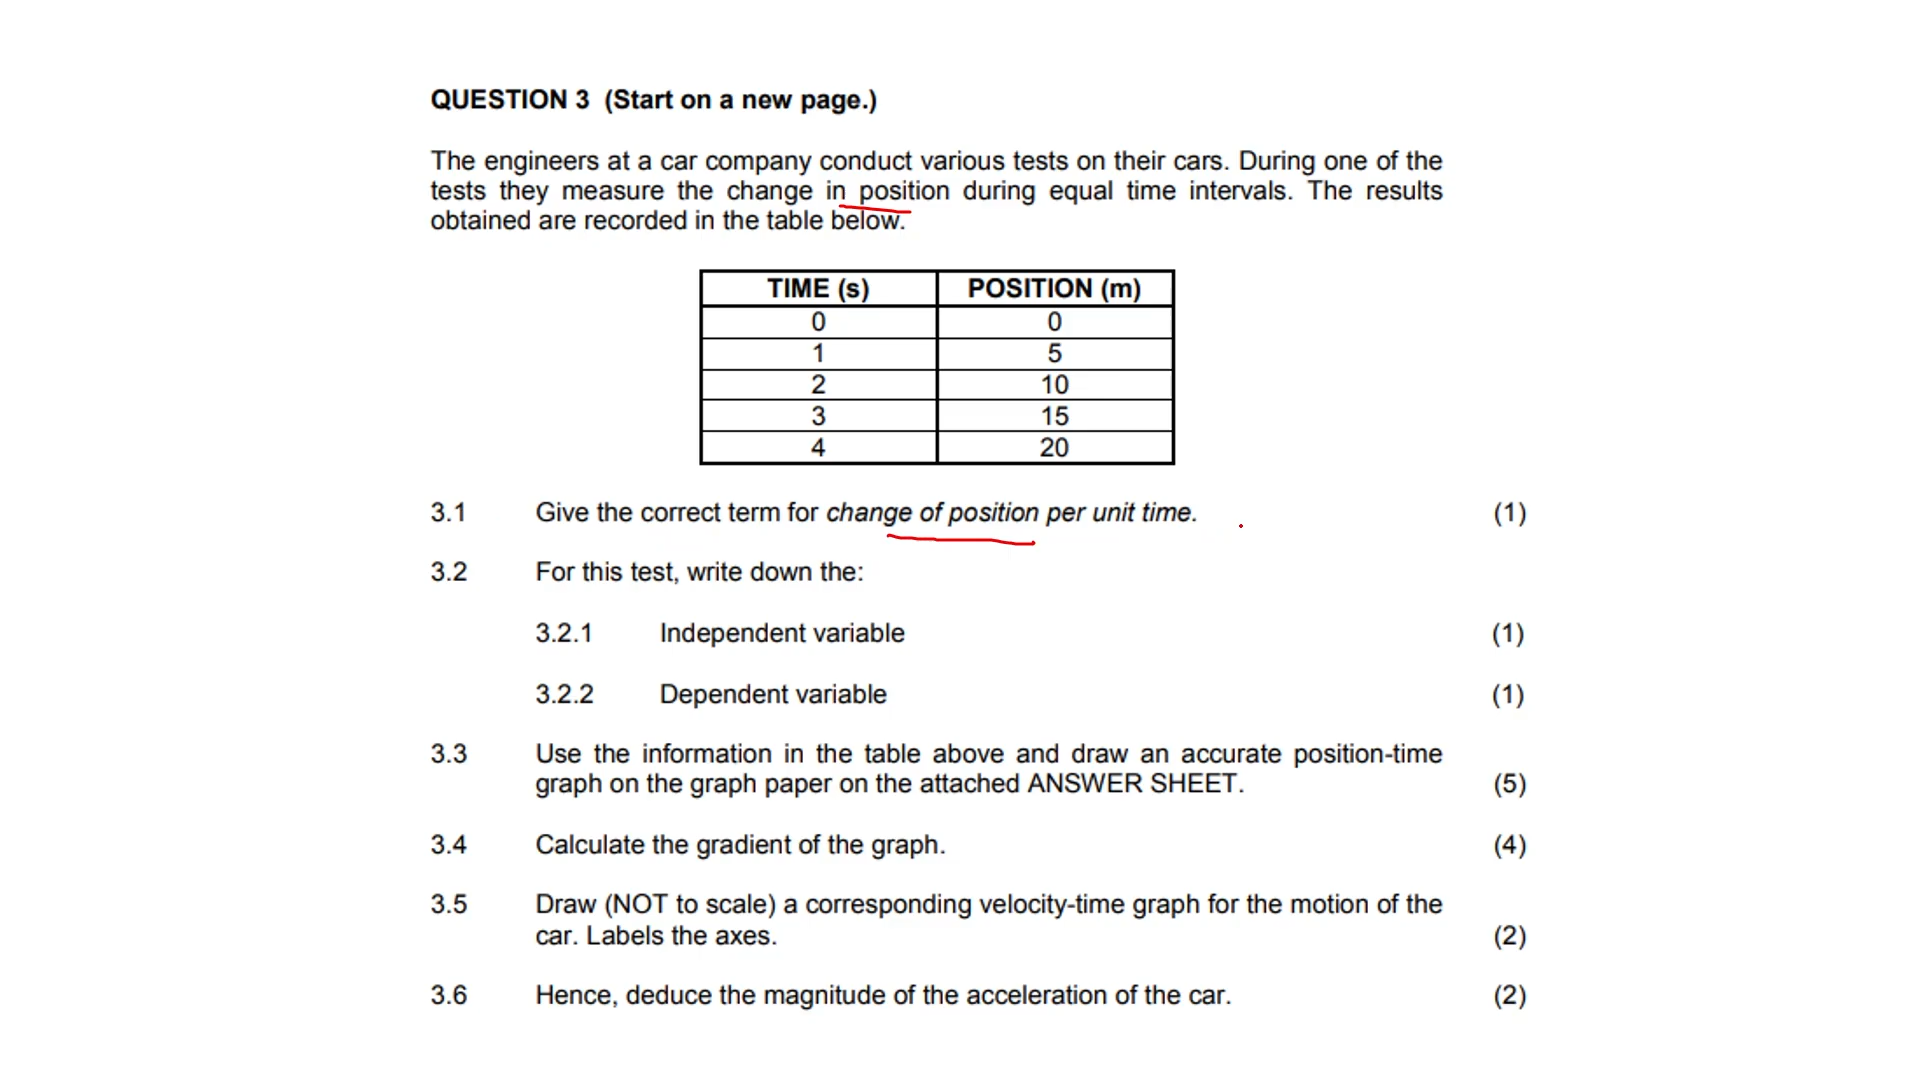 QUESTION 3 (Start on a new page.)
The engineers at a car company conduct various tests on their cars. During one of the
tests they measure the change in position during equal time intervals. The results
obtained are recorded in the table below.
TIME (s) POSITION (m)
0 0
1 5
2 10
3 15
4 20
3.1 Give the correct term for change of position per unit time. (1)
3.2 For this test, write down the:
3.2.1 Independent variable (1)
3.2.2 Dependent variable (1)
3.3 Use the information in the table above and draw an accurate position-time
graph on the graph paper on the attached ANSWER SHEET. (5)
3.4 Calculate the gradient of the graph. (4)
3.5 Draw (NOT to scale) a corresponding velocity-time graph for the motion of the
car. Labels the axes. (2)
3.6 Hence, deduce the magnitude of the acceleration of the car. (2)